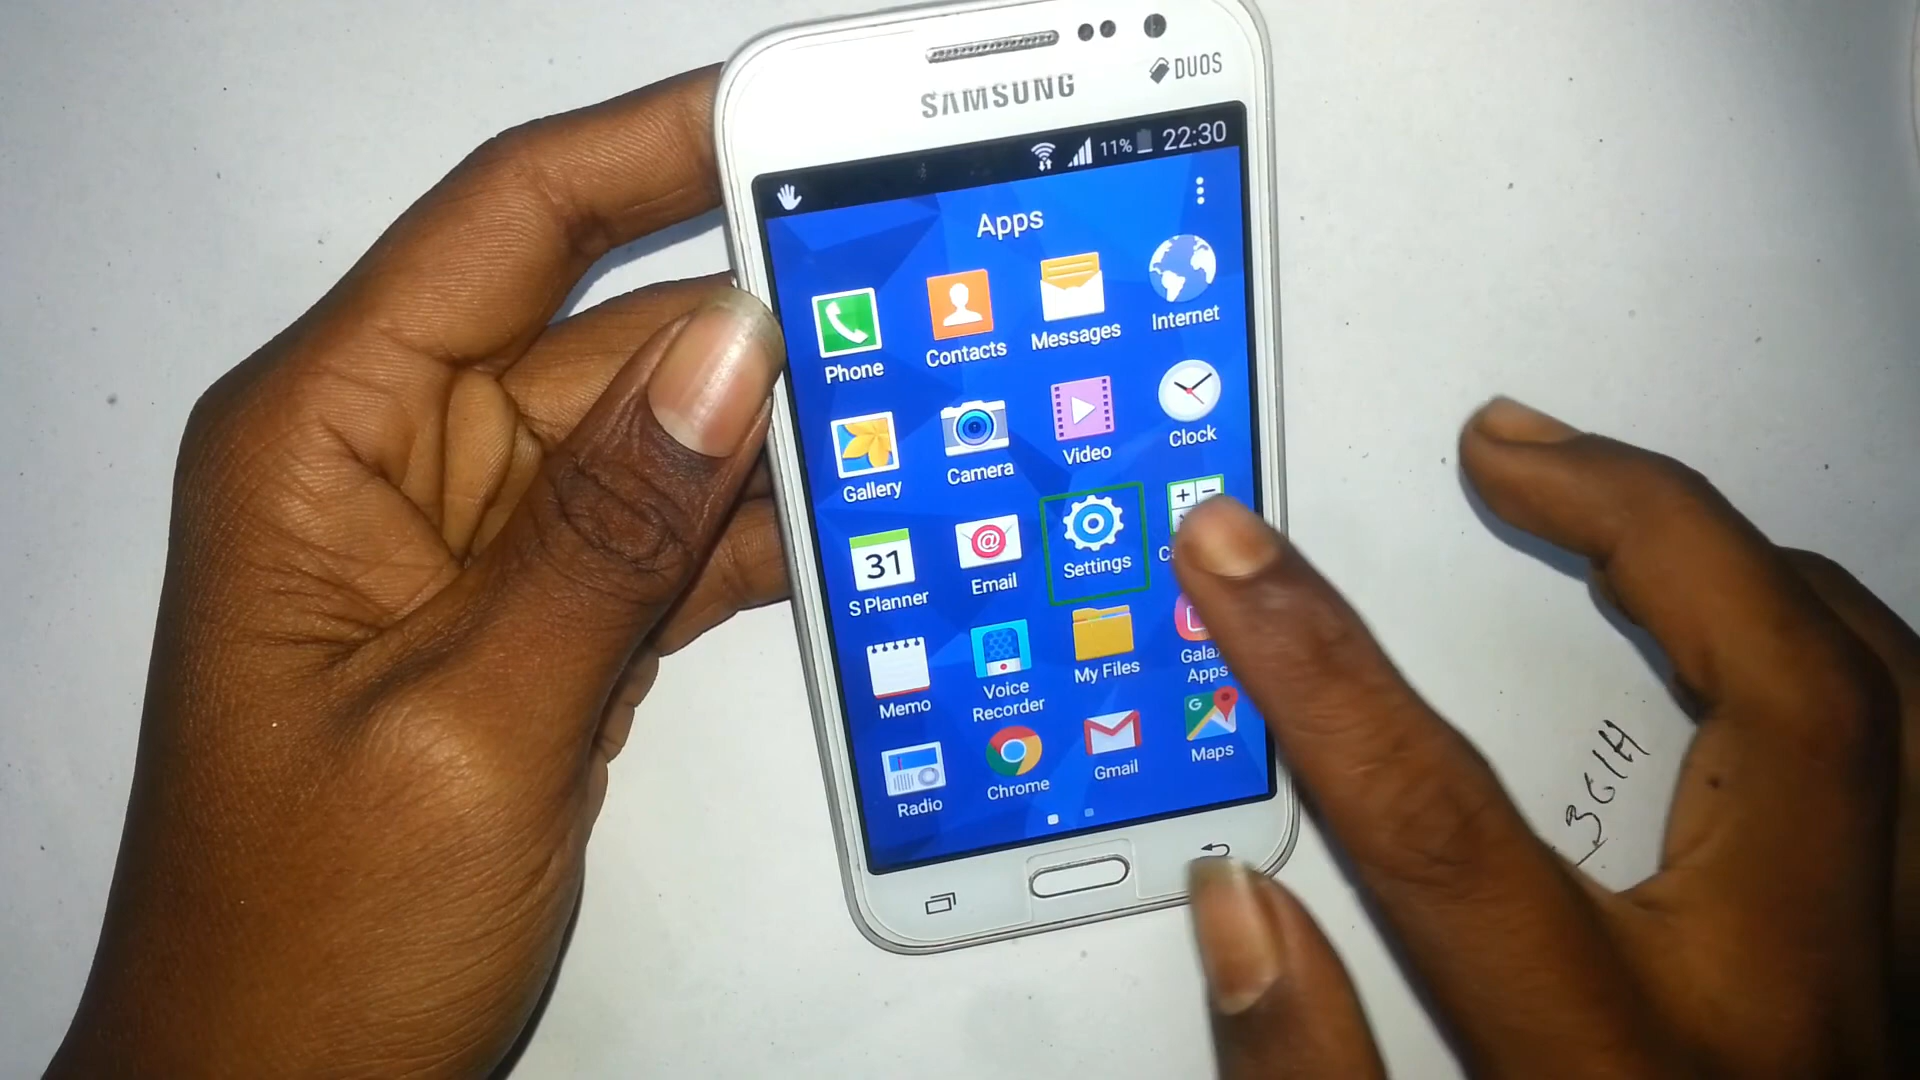 DUOS
SAMSUNG
11% 22:30
Apps
Phone Contacts Messages Internet
Gallery Camera Video Clock
31
S Planner Email Settings
Memo Voice Recorder My Files Apps
Radio Chrome Gmail Maps